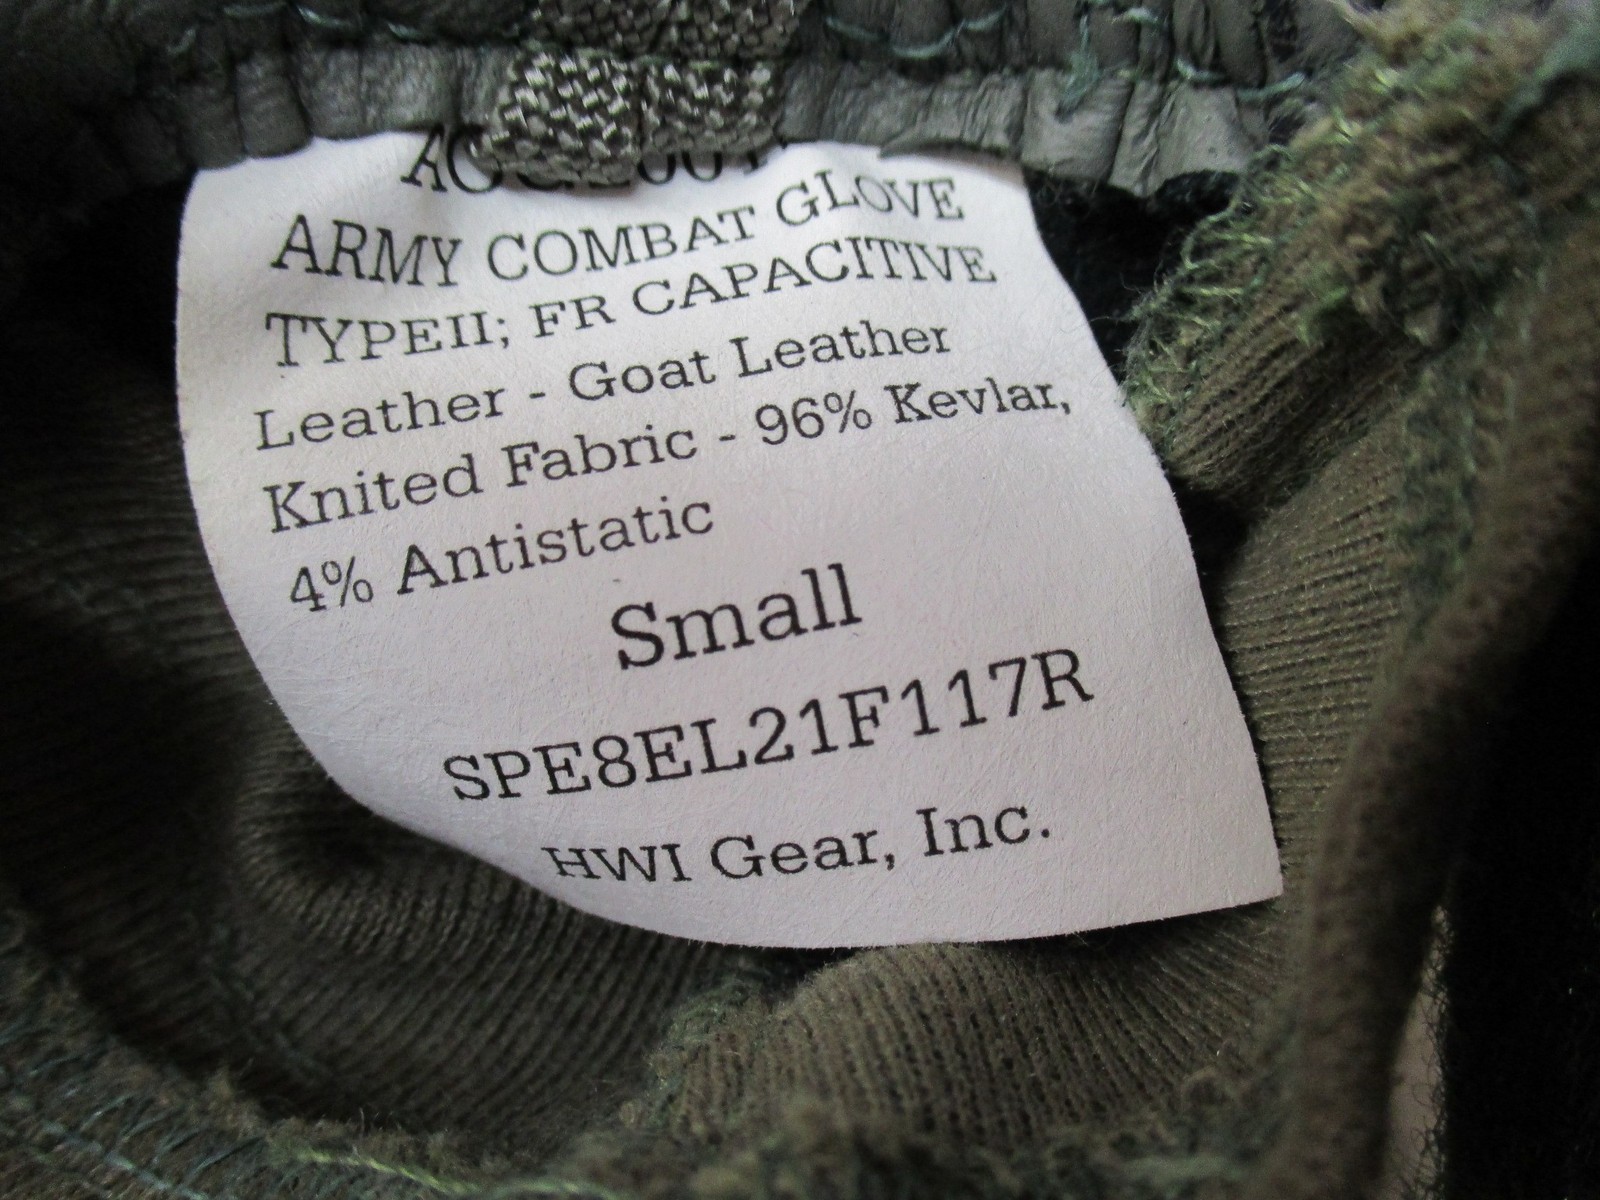 ARMY COMBAT GLOVE
TYPEII; FR CAPACITIVE
Leather - Goat Leather
Knited Fabric - 96% Kevlar,
4% Antistatic
Small
SPE8EL21F117R
HWI Gear, Inc.